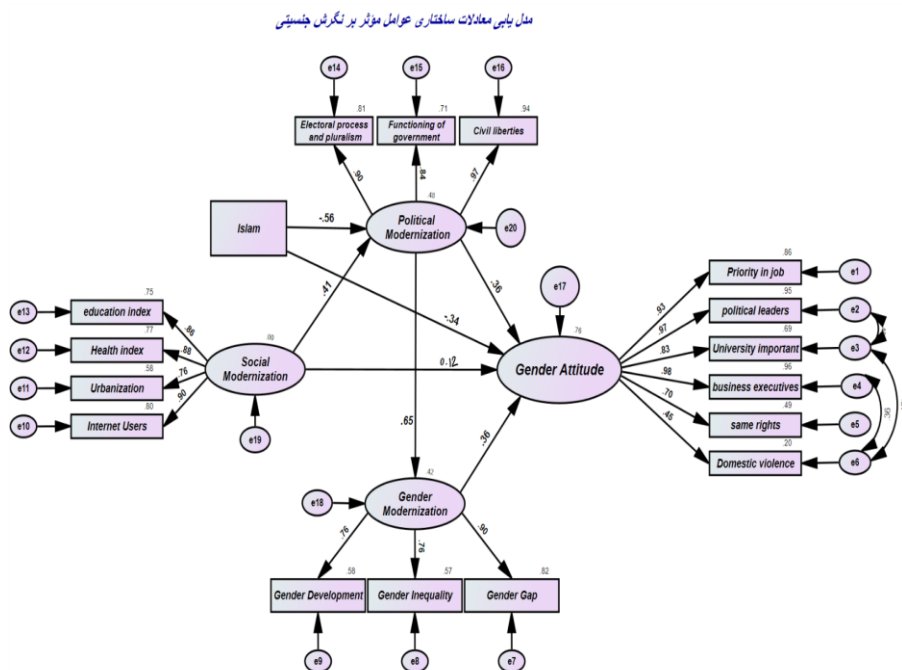 مدل یابی معادلات ساختاری عوامل مؤثر بر نگرش جنسیتی
e14
e15
e16
.81
.71
.94
Electoral process
and pluralism
Functioning of
government
Civil liberties
.90
.84
.97
.48
Islam
-.56
Political
Modernization
e20
.41
-.34
.36
e17
.76
Gender Attitude
.86
Priority in job
e1
.93
.95
political leaders
e2
.97
.69
University important
e3
.83
.96
business executives
e4
.98
.49
same rights
e5
.70
.20
Domestic violence
e6
.45
.75
e13
education index
.86
.77
e12
Health index
.88
.58
e11
Urbanization
.76
.80
e10
Internet Users
.90
.00
Social
Modernization
0.12
e19
.65
.36
.42
e18
Gender
Modernization
.76
.76
.90
.58
.57
.82
Gender Development
Gender Inequality
Gender Gap
e9
e8
e7